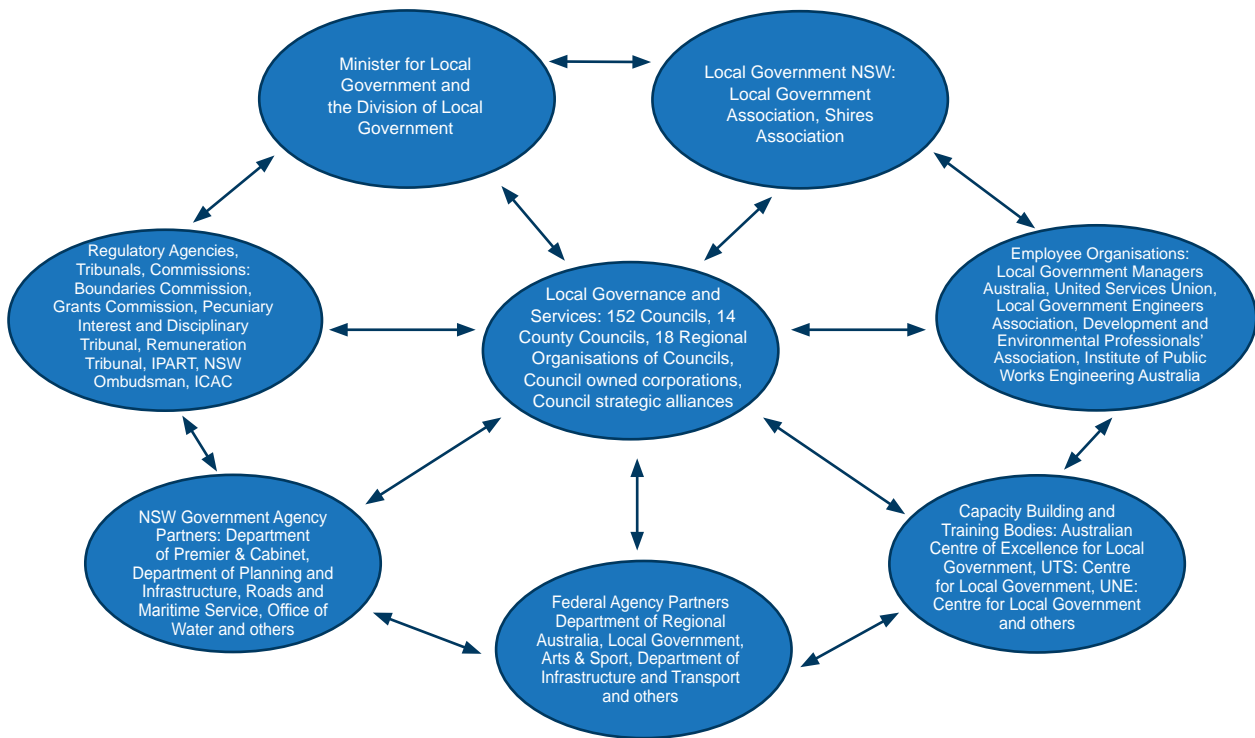 Minister for Local
Government and
the Division of Local
Government
Local Government NSW:
Local Government
Association, Shires
Association
Regulatory Agencies,
Tribunals, Commissions:
Boundaries Commission,
Grants Commission, Pecuniary
Interest and Disciplinary
Tribunal, Remuneration
Tribunal, IPART, NSW
Ombudsman, ICAC
Local Governance and
Services: 152 Councils, 14
County Councils, 18 Regional
Organisations of Councils,
Council owned corporations,
Council strategic alliances
Employee Organisations:
Local Government Managers
Australia, United Services Union,
Local Government Engineers
Association, Development and
Environmental Professionals’
Association, Institute of Public
Works Engineering Australia
NSW Government Agency
Partners: Department
of Premier & Cabinet,
Department of Planning and
Infrastructure, Roads and
Maritime Service, Office of
Water and others
Federal Agency Partners
Department of Regional
Australia, Local Government,
Arts & Sport, Department of
Infrastructure and Transport
and others
Capacity Building and
Training Bodies: Australian
Centre of Excellence for Local
Government, UTS: Centre
for Local Government, UNE:
Centre for Local Government
and others